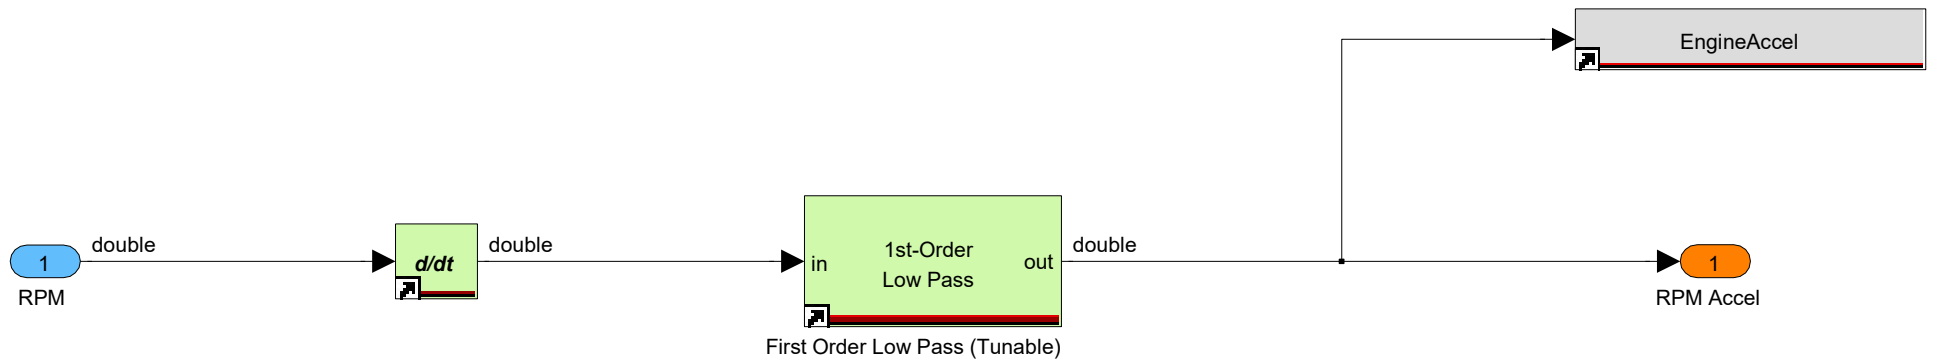 EngineAccel
double
double
double
1
d/dt
in
1st-Order
Low Pass
out
1
RPM
RPM Accel
First Order Low Pass (Tunable)